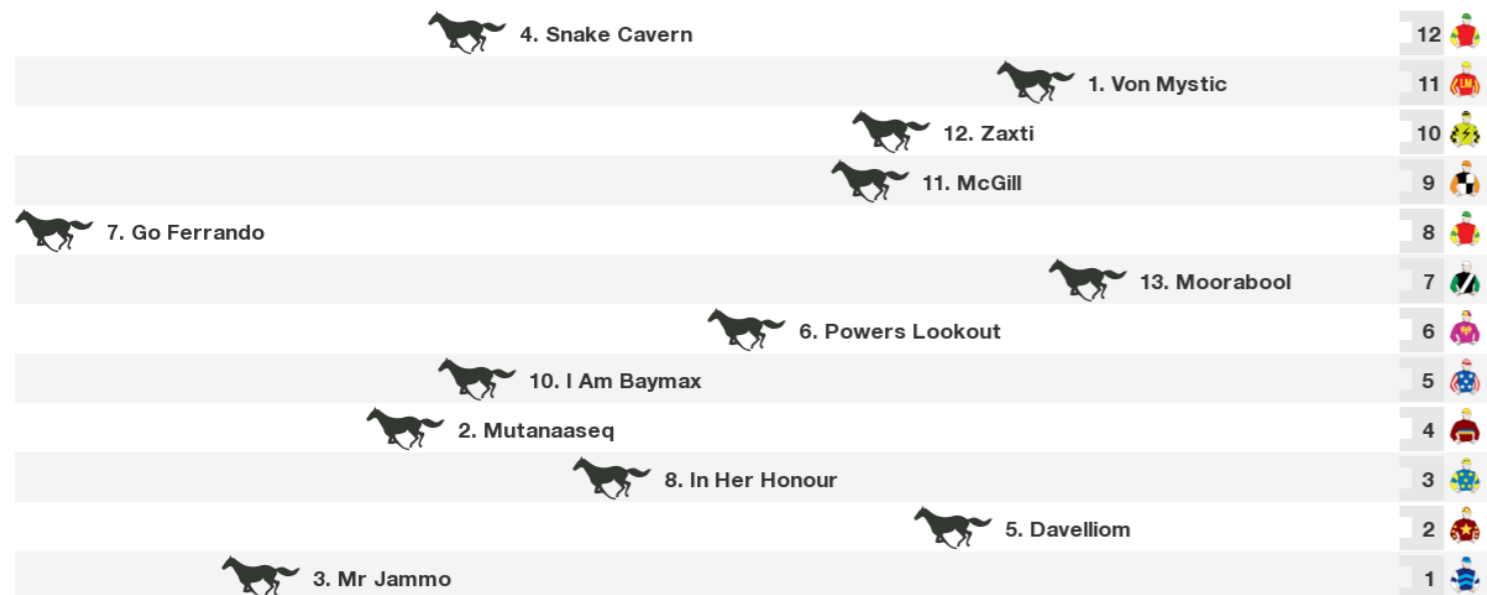 4. Snake Cavern 12
1. Von Mystic 11 LM
12. Zaxti 10
11. McGill 9
7. Go Ferrando 8
13. Moorabool 7
6. Powers Lookout 6
10. I Am Baymax 5
2. Mutanaaseq 4
8. In Her Honour 3
5. Davelliom 2
3. Mr Jammo 1